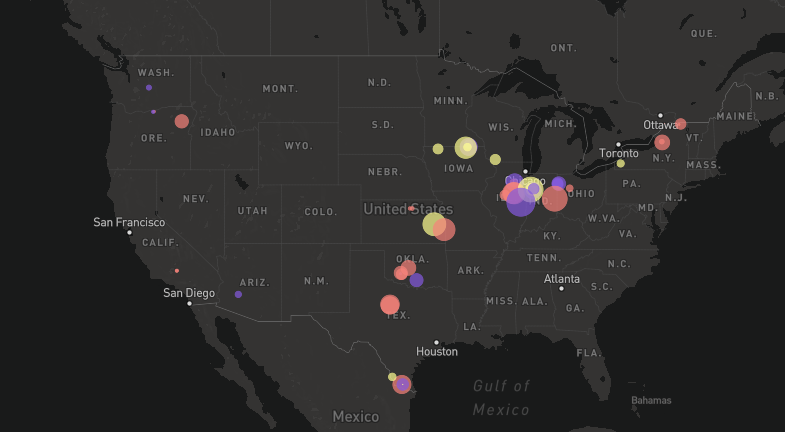 QUE.
ONT.
WASH.
MONT.
N.D.
MINN.
N.B.
MAINE
Ottawa
ORE.
IDAHO
S.D.
WIS.
MICH.
VT.
WYO.
Toronto
N.Y.
MASS.
IOWA
NEBR.
PA.
OHIO
NEV.
UTAH
COLO.
United States
N.J.
MD.
San Francisco
W.VA.
CALIF.
KY.
VA.
OKLA.
TENN.
N.C.
ARIZ.
N.M.
ARK.
Atlanta
San Diego
S.C.
MISS.
ALA.
GA.
TEX.
LA.
Houston
FLA.
Gulf of
Mexico
Bahamas
Mexico